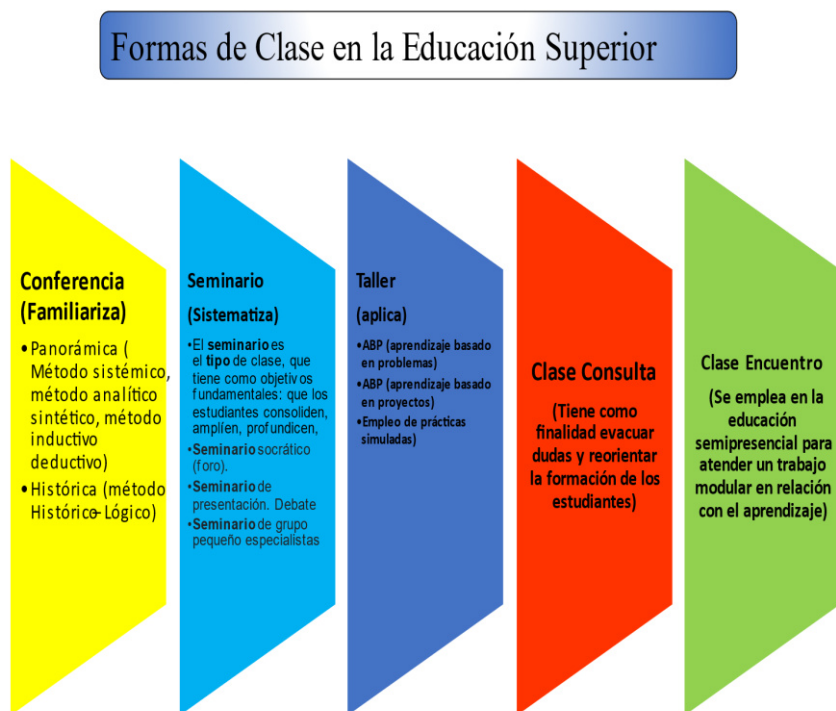 Formas de Clase en la Educación Superior
Conferencia
(Familiariza)
•Panorámica (
Método sistémico,
método analítico
sintético, método
inductivo
deductivo)
•Histórica (método
Histórico–Lógico)
Seminario
(Sistematiza)
•El seminario es
el tipo de clase, que
tiene como objetivos
fundamentales: que los
estudiantes consoliden,
amplíen, profundicen,
•Seminario socrático
(foro).
•Seminario de
presentación. Debate
•Seminario de grupo
pequeño especialistas
Taller
(aplica)
•ABP (aprendizaje basado
en problemas)
•ABP (aprendizaje basado
en proyectos)
•Empleo de prácticas
simuladas)
Clase Consulta
(Tiene como
finalidad evacuar
dudas y reorientar
la formación de los
estudiantes)
Clase Encuentro
(Se emplea en la
educación
semipresencial para
atender un trabajo
modular en relación
con el aprendizaje)